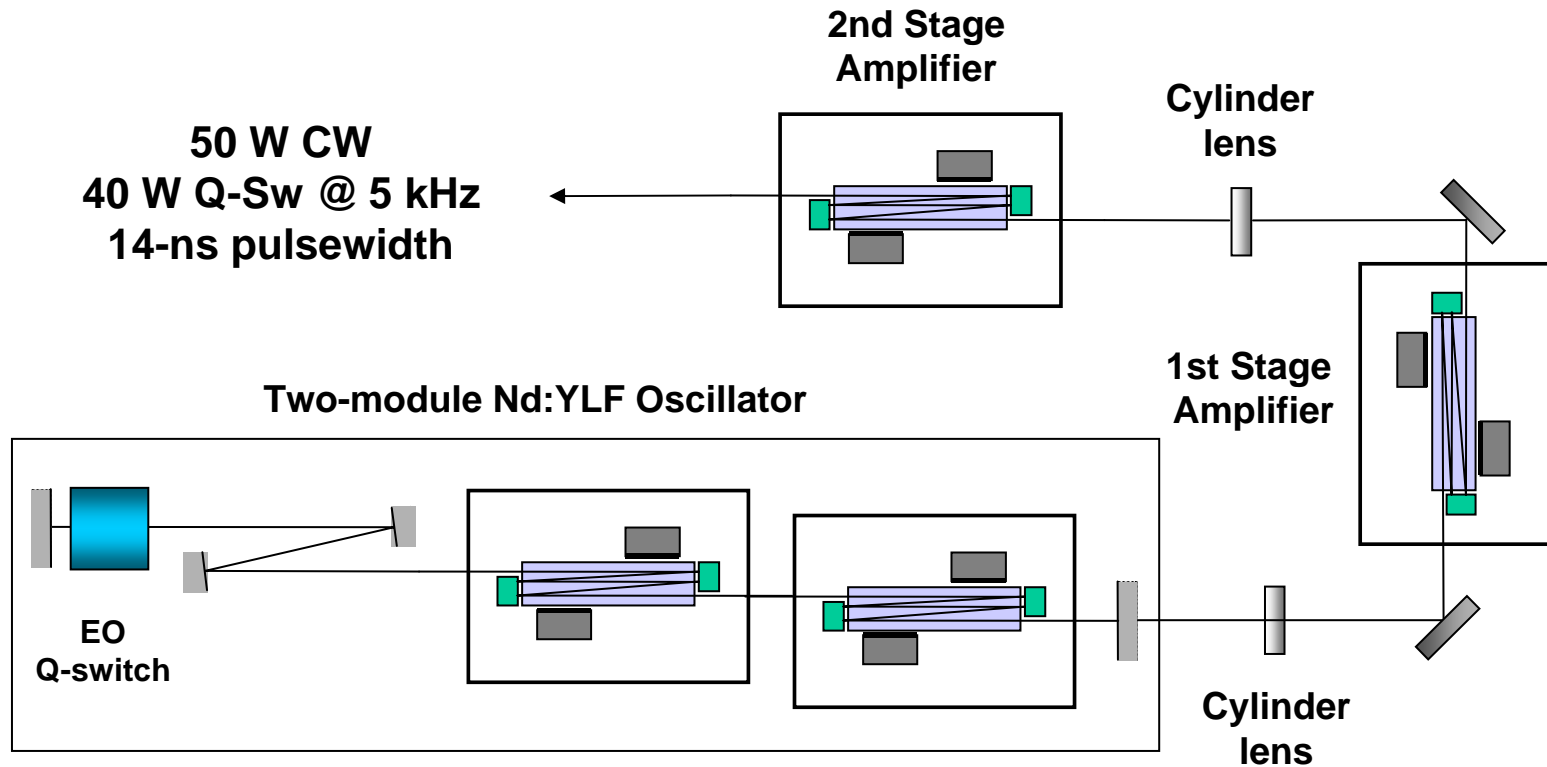 2nd Stage
Amplifier
Cylinder
lens
50 W CW
40 W Q-Sw @ 5 kHz
14-ns pulsewidth
1st Stage
Amplifier
Two-module Nd:YLF Oscillator
EO
Q-switch
Cylinder
lens